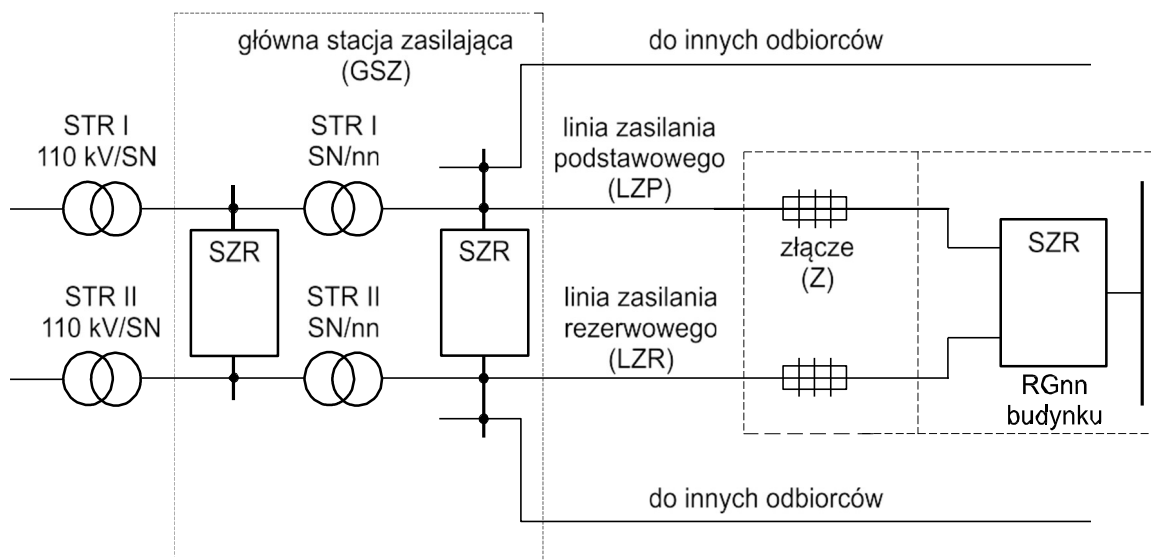 główna stacja zasilająca
(GSZ)
do innych odbiorców
STR I
110 kV/SN
STR I
SN/nn
linia zasilania
podstawowego
(LZP)
SZR
SZR
złącze
(Z)
SZR
STR II
110 kV/SN
STR II
SN/nn
linia zasilania
rezerwowego
(LZR)
RGnn
budynku
do innych odbiorców